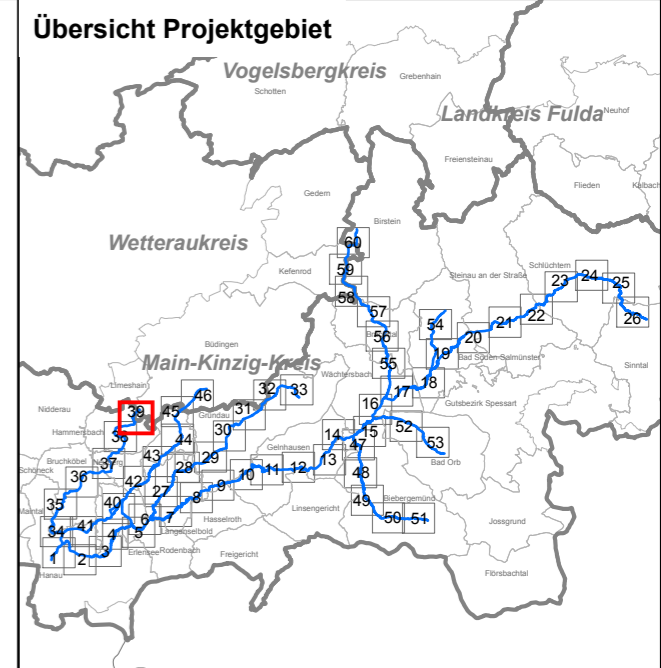 Übersicht Projektgebiet
Vogelsbergkreis
Grebenhain
Schotten
Landkreis Fulda
Neuhof
Freiensteinau
Flieden
Kalbach
Gedern
Birstein
Wetteraukreis
60
Kefenrod
59
Schlüchtern
Steinau an der Straße
23
24
25
58
57
22
26
54
21
56
20
Büdingen
19
Bad Soden-Salmünster
Sinntal
Main-Kinzig-Kreis
55
Limeshain
Wächtersbach
18
17
46
32
33
Gutsbezirk Spessart
Nidderau
39
45
31
16
Gründau
Hammersbach
38
44
30
15
52
14
53
Bruchköbel
43
29
Gelnhausen
47
Bad Orb
Schöneck
37
28
13
36
42
10
11
12
48
27
9
35
8
Biebergemünd
Maintal
40
49
Linsengericht
Hasselroth
50
51
34
41
4
6
7
Jossgrund
5
Langenselbold
1
2
3
Erlensee
Rodenbach
Freigericht
Hanau
Flörsbachtal